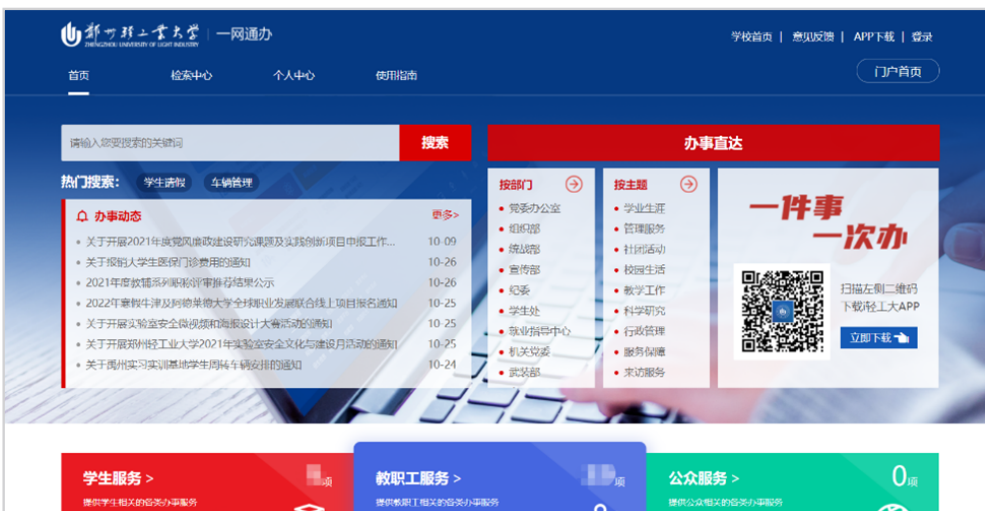 郑州轻工业大学 | 一网通办
ZHENGZHOU UNIVERSITY OF LIGHT INDUSTRY
学校首页 | 意见反馈 | APP下载 | 登录
首页 检索中心 个人中心 使用指南 门户首页
请输入您要搜索的关键词 搜索
办事直达
热门搜索: 学生请假 车辆管理
办事动态 更多>
• 关于开展2021年度党风廉政建设研究课题及实践创新项目申报工作... 10-09
• 关于报销大学生医保门诊费用的通知 10-26
• 2021年度教辅系列职称评审推荐结果公示 10-26
• 2022年寒假牛津及阿姆莱德大学全球职业发展联合线上项目报名通知 10-25
• 关于开展实验室安全微视频和海报设计大赛活动的通知 10-25
• 关于开展郑州轻工业大学2021年实验室安全文化与建设月活动的通知 10-25
• 关于禹州实习实训基地学生周转车辆安排的通知 10-24
按部门
• 党委办公室
• 组织部
• 统战部
• 宣传部
• 纪委
• 学生处
• 就业指导中心
• 机关党委
• 武装部
按主题
• 学业生涯
• 管理服务
• 社团活动
• 校园生活
• 教学工作
• 科学研究
• 行政管理
• 服务保障
• 来访服务
一件事
一次办
扫描左侧二维码
下载轻工大APP
立即下载
学生服务 > 项
提供学生相关的各类办事服务
教职工服务 > 项
提供教职工相关的各类办事服务
公众服务 > 0项
提供公众相关的各类办事服务